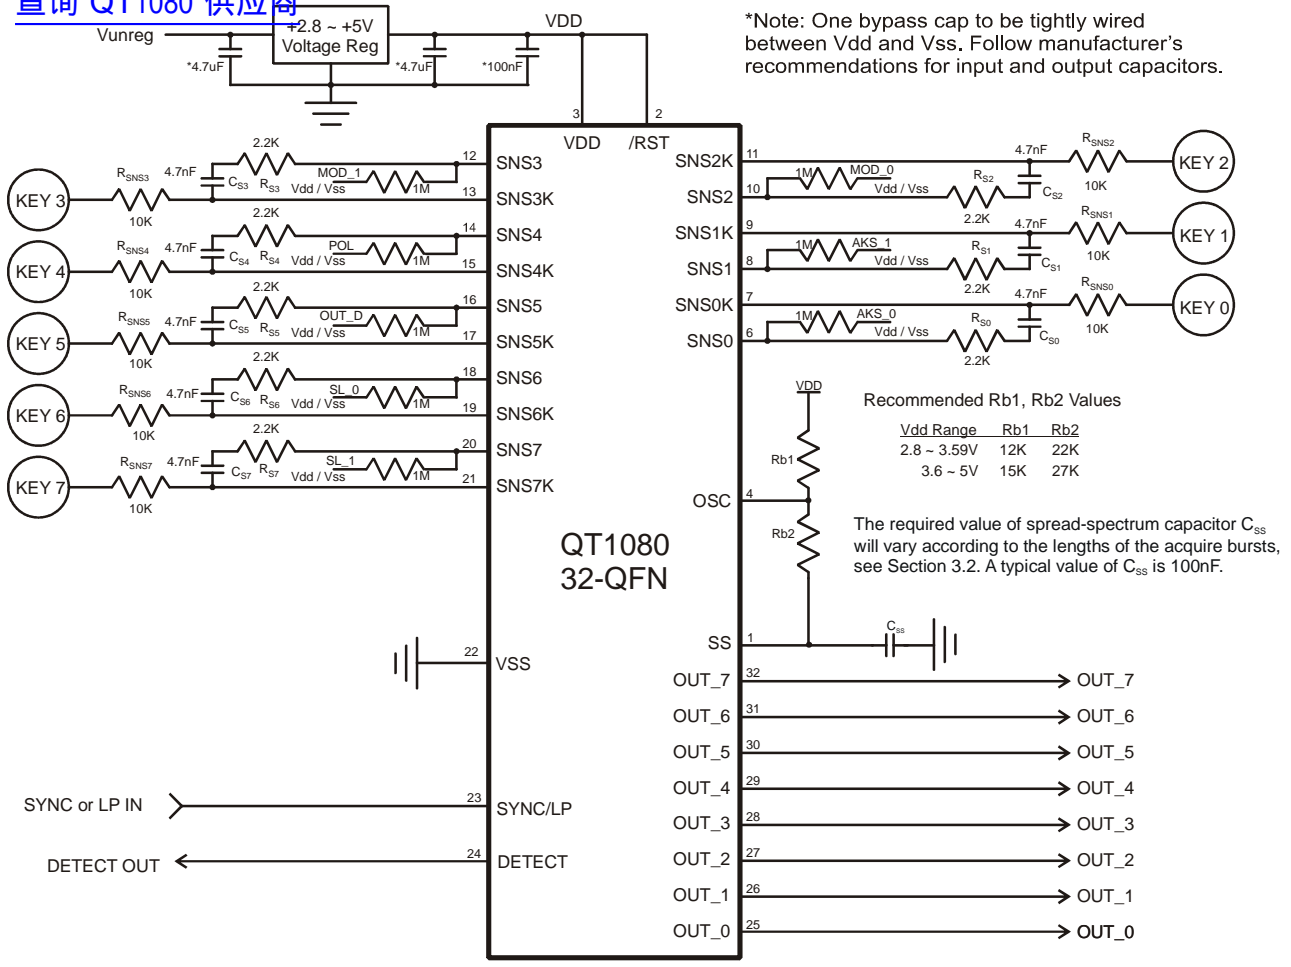 查询 QT1080 供应商
Vunreg
+2.8 ~ +5V
Voltage Reg
VDD
*4.7uF
*4.7uF
*100nF
*Note: One bypass cap to be tightly wired
between Vdd and Vss. Follow manufacturer's
recommendations for input and output capacitors.
3
2
VDD
/RST
KEY 3
RSNS3
10K
4.7nF
CS3
2.2K
RS3
MOD_1
Vdd / Vss
1M
12
SNS3
13
SNS3K
KEY 4
RSNS4
10K
4.7nF
CS4
2.2K
RS4
POL
Vdd / Vss
1M
14
SNS4
15
SNS4K
KEY 5
RSNS5
10K
4.7nF
CS5
2.2K
RS5
OUT_D
Vdd / Vss
1M
16
SNS5
17
SNS5K
KEY 6
RSNS6
10K
4.7nF
CS6
2.2K
RS6
SL_0
Vdd / Vss
1M
18
SNS6
19
SNS6K
KEY 7
RSNS7
10K
4.7nF
CS7
2.2K
RS7
SL_1
Vdd / Vss
1M
20
SNS7
21
SNS7K
SNS2K
11
4.7nF
RSNS2
10K
KEY 2
SNS2
10
1M
MOD_0
Vdd / Vss
RS2
2.2K
CS2
SNS1K
9
4.7nF
RSNS1
10K
KEY 1
SNS1
8
1M
AKS_1
Vdd / Vss
RS1
2.2K
CS1
SNS0K
7
4.7nF
RSNS0
10K
KEY 0
SNS0
6
1M
AKS_0
Vdd / Vss
RS0
2.2K
CS0
VDD
Rb1
OSC
4
Rb2
Recommended Rb1, Rb2 Values
Vdd Range Rb1 Rb2
2.8 ~ 3.59V 12K 22K
3.6 ~ 5V 15K 27K
The required value of spread-spectrum capacitor CSS
will vary according to the lengths of the acquire bursts,
see Section 3.2. A typical value of CSS is 100nF.
QT1080
32-QFN
SS
1
CSS
22
VSS
OUT_7 32 OUT_7
OUT_6 31 OUT_6
OUT_5 30 OUT_5
OUT_4 29 OUT_4
OUT_3 28 OUT_3
OUT_2 27 OUT_2
OUT_1 26 OUT_1
OUT_0 25 OUT_0
SYNC or LP IN
23
SYNC/LP
DETECT OUT
24
DETECT